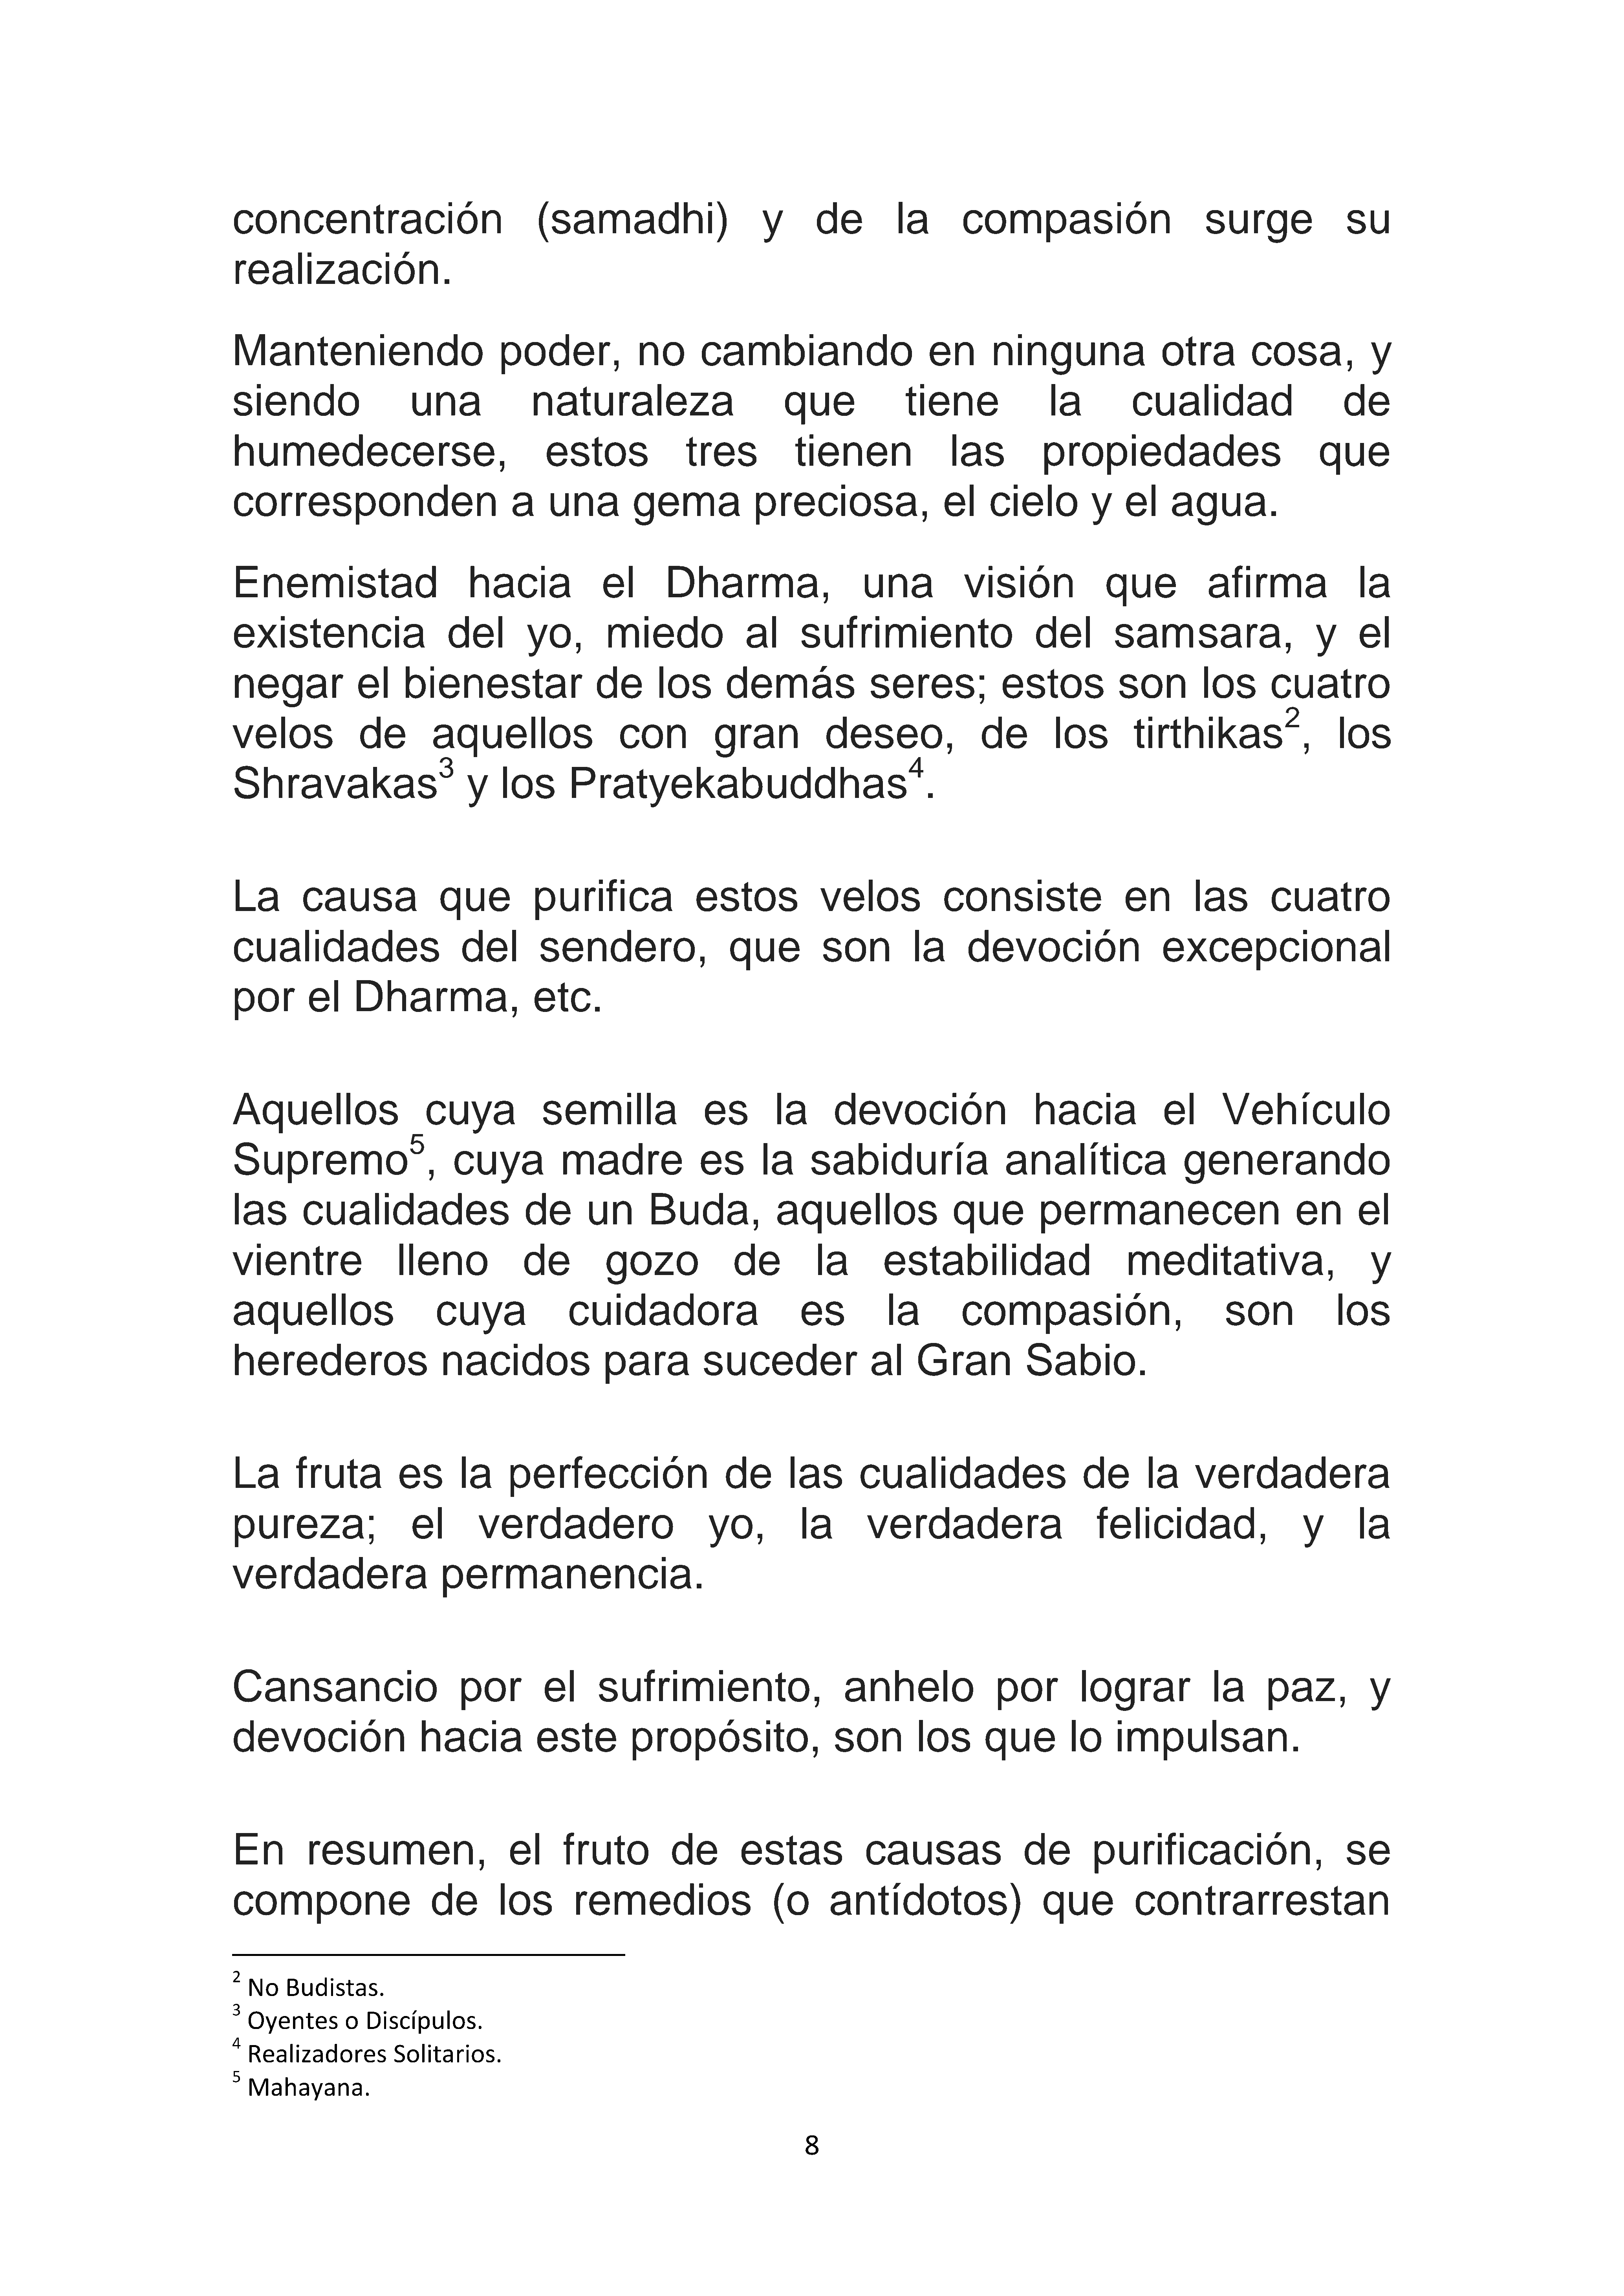 concentración (samadhi) y de la compasión surge su
realización.
Manteniendo poder, no cambiando en ninguna otra cosa, y
siendo una naturaleza que tiene la cualidad de
humedecerse, estos tres tienen las propiedades que
corresponden a una gema preciosa, el cielo y el agua.
Enemistad hacia el Dharma, una visión que afirma la
existencia del yo, miedo al sufrimiento del samsara, y el
negar el bienestar de los demás seres; estos son los cuatro
velos de aquellos con gran deseo, de los tirthikas2, los
Shravakas3 y los Pratyekabuddhas4.
La causa que purifica estos velos consiste en las cuatro
cualidades del sendero, que son la devoción excepcional
por el Dharma, etc.
Aquellos cuya semilla es la devoción hacia el Vehículo
Supremo5, cuya madre es la sabiduría analítica generando
las cualidades de un Buda, aquellos que permanecen en el
vientre lleno de gozo de la estabilidad meditativa, y
aquellos cuya cuidadora es la compasión, son los
herederos nacidos para suceder al Gran Sabio.
La fruta es la perfección de las cualidades de la verdadera
pureza; el verdadero yo, la verdadera felicidad, y la
verdadera permanencia.
Cansancio por el sufrimiento, anhelo por lograr la paz, y
devoción hacia este propósito, son los que lo impulsan.
En resumen, el fruto de estas causas de purificación, se
compone de los remedios (o antídotos) que contrarrestan
2 No Budistas.
3 Oyentes o Discípulos.
4 Realizadores Solitarios.
5 Mahayana.
8